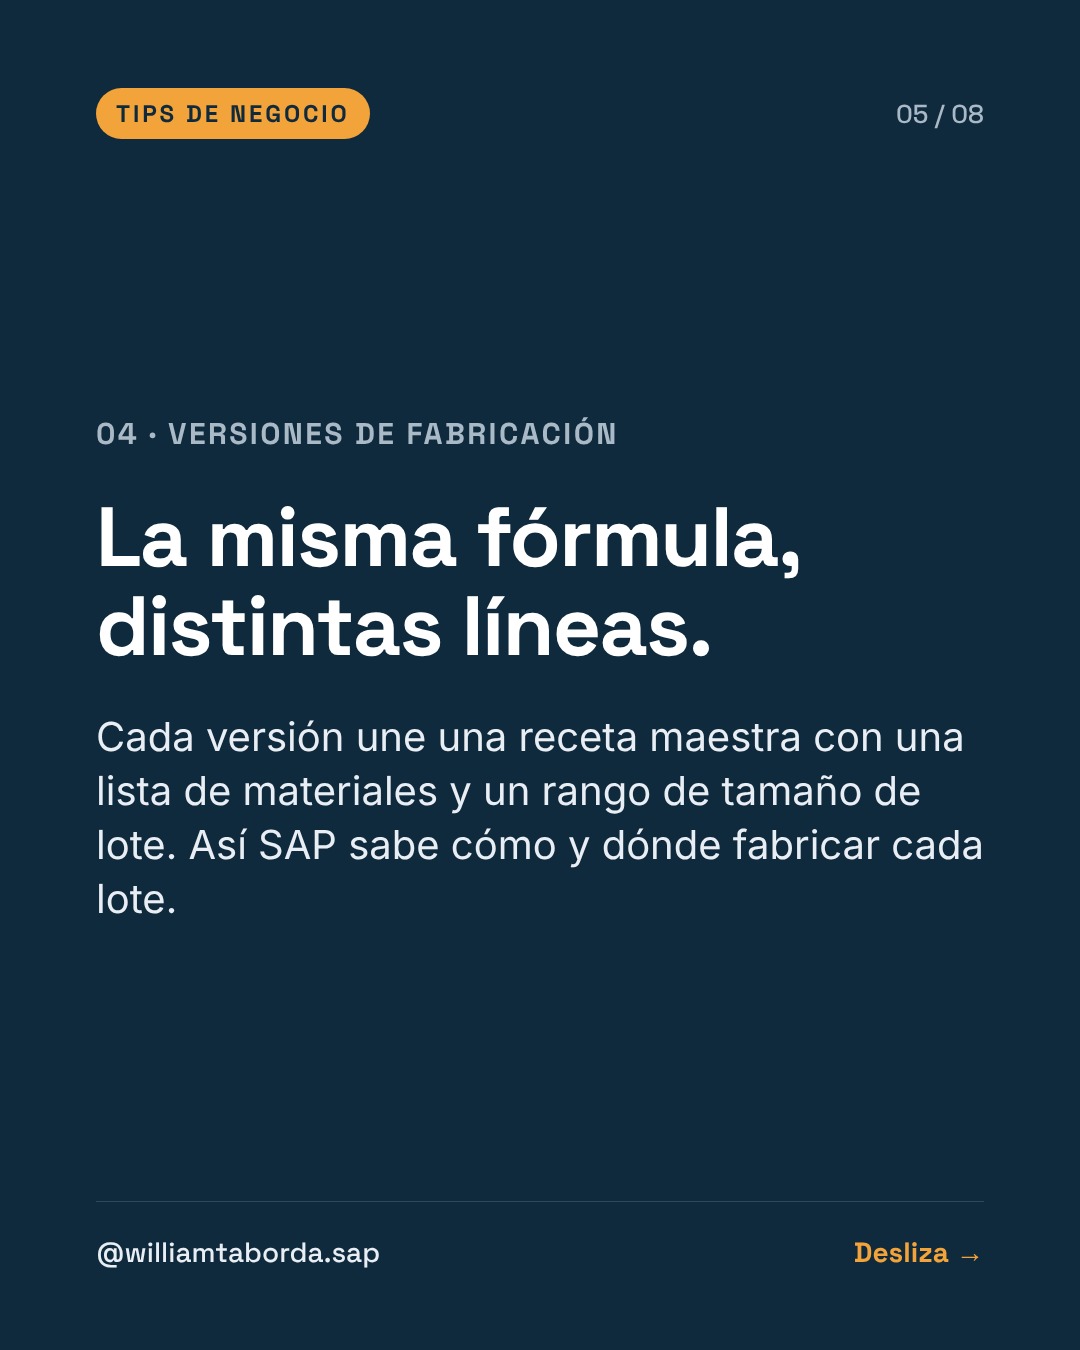 TIPS DE NEGOCIO
05 / 08
04 · VERSIONES DE FABRICACIÓN
La misma fórmula,
distintas líneas.
Cada versión une una receta maestra con una
lista de materiales y un rango de tamaño de
lote. Así SAP sabe cómo y dónde fabricar cada
lote.
@williamtaborda.sap
Desliza →